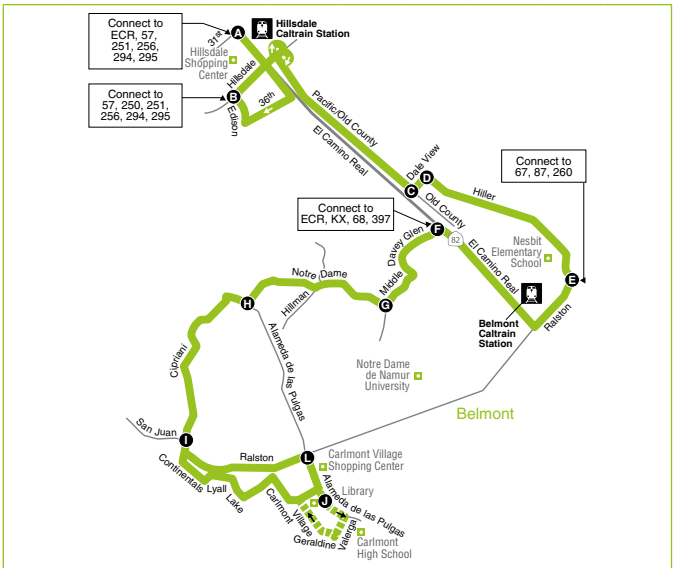 Connect to
ECR, 57,
251, 256,
294, 295
A
31st
Hillsdale
Caltrain Station
Hillsdale
Shopping
Center
Hillsdale
Connect to
57, 250, 251,
256, 294, 295
B
Edison
36th
Pacific/Old County
El Camino Real
Dale View
C
D
Hiller
Connect to
67, 87, 260
Old County
Connect to
ECR, KX, 68, 397
F
82
El Camino Real
Nesbit
Elementary
School
E
Davey Glen
Middle
G
Notre Dame
Hillman
H
Belmont
Caltrain
Station
Ralston
Cipriani
Alameda de las Pulgas
Notre Dame
de Namur
University
Belmont
San Juan
I
Ralston
L
Carlmont Village
Shopping Center
Continentals
Lyall
Lake
Carlmont
Library
J
Alameda de las Pulgas
Village
Geraldine
Valerga
Carlmont
High School